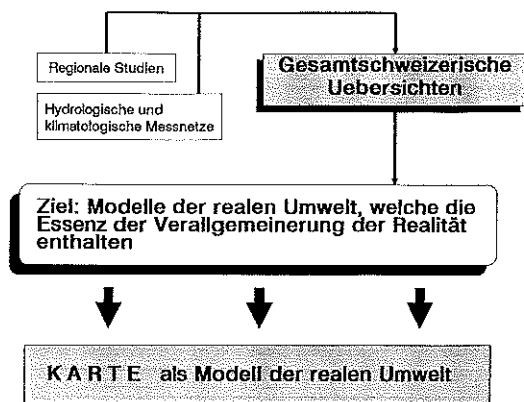 Regionale Studien
Hydrologische und
klimatologische Messnetze
Gesamtschweizerische
Uebersichten
Ziel: Modelle der realen Umwelt, welche die
Essenz der Verallgemeinerung der Realität
enthalten
KARTE als Modell der realen Umwelt